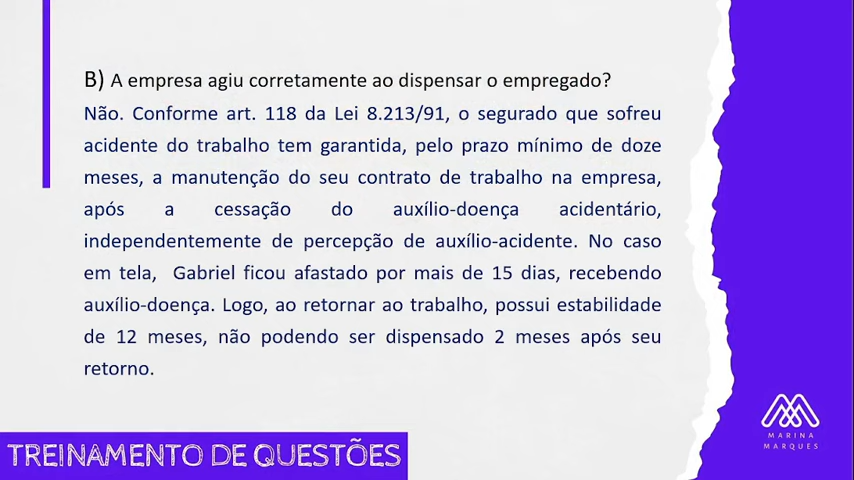 B) A empresa agiu corretamente ao dispensar o empregado?
Não. Conforme art. 118 da Lei 8.213/91, o segurado que sofreu
acidente do trabalho tem garantida, pelo prazo mínimo de doze
meses, a manutenção do seu contrato de trabalho na empresa,
após a cessação do auxílio-doença acidentário,
independentemente de percepção de auxílio-acidente. No caso
em tela, Gabriel ficou afastado por mais de 15 dias, recebendo
auxílio-doença. Logo, ao retornar ao trabalho, possui estabilidade
de 12 meses, não podendo ser dispensado 2 meses após seu
retorno.
TREINAMENTO DE QUESTÕES
MARINA
MARQUES